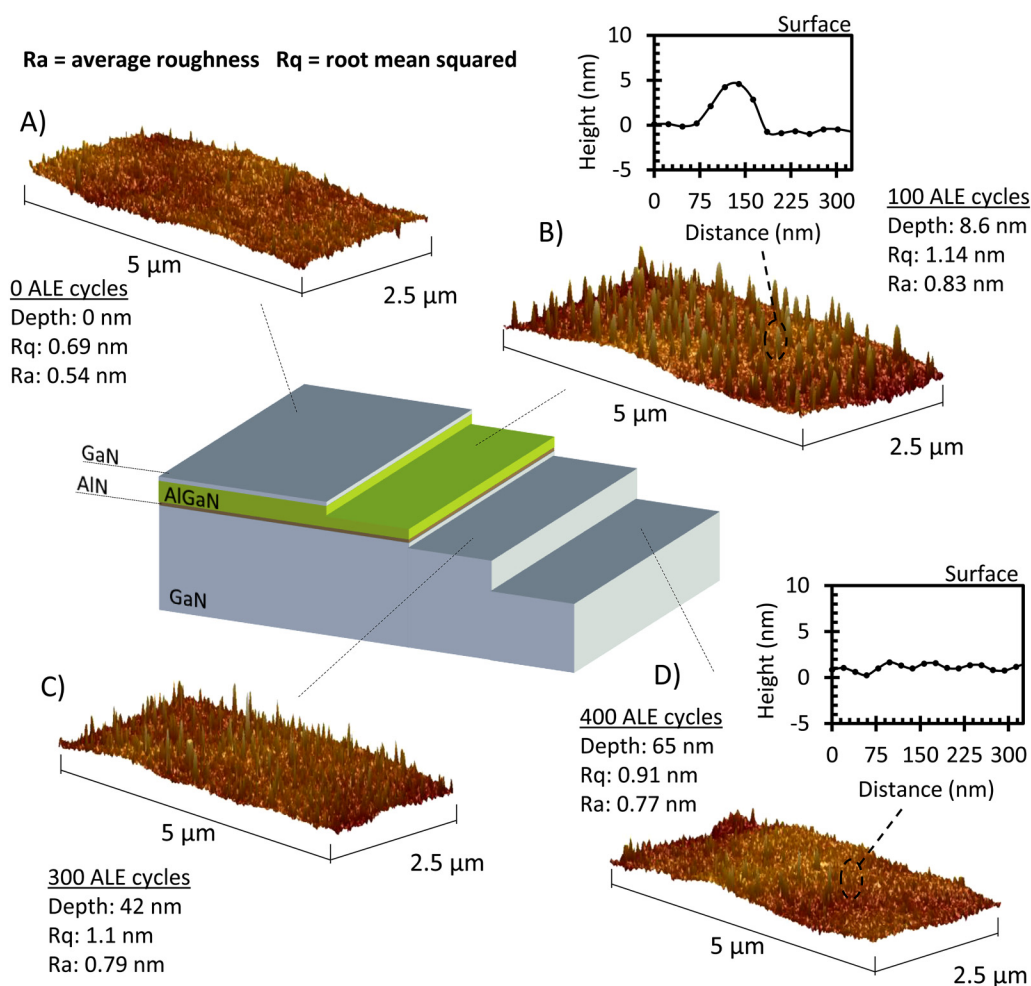 Ra = average roughness   Rq = root mean squared
A)
5 µm
2.5 µm
0 ALE cycles
Depth: 0 nm
Rq: 0.69 nm
Ra: 0.54 nm
Surface
Height (nm)
10
5
0
-5
0 75 150 225 300
Distance (nm)
B)
100 ALE cycles
Depth: 8.6 nm
Rq: 1.14 nm
Ra: 0.83 nm
5 µm
2.5 µm
GaN
AlN
AlGaN
GaN
C)
5 µm
2.5 µm
300 ALE cycles
Depth: 42 nm
Rq: 1.1 nm
Ra: 0.79 nm
D)
400 ALE cycles
Depth: 65 nm
Rq: 0.91 nm
Ra: 0.77 nm
Surface
Height (nm)
10
5
0
-5
0 75 150 225 300
Distance (nm)
5 µm
2.5 µm